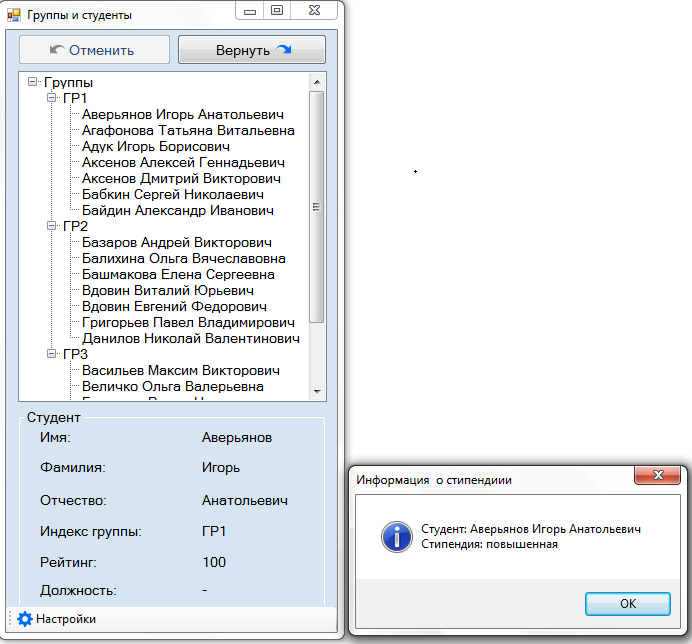 Группы и студенты
Отменить
Вернуть
Группы
ГР1
Аверьянов Игорь Анатольевич
Агафонова Татьяна Витальевна
Адук Игорь Борисович
Аксенов Алексей Геннадьевич
Аксенов Дмитрий Викторович
Бабкин Сергей Николаевич
Байдин Александр Иванович
ГР2
Базаров Андрей Викторович
Балихина Ольга Вячеславовна
Башмакова Елена Сергеевна
Вдовин Виталий Юрьевич
Вдовин Евгений Федорович
Григорьев Павел Владимирович
Данилов Николай Валентинович
ГР3
Васильев Максим Викторович
Величко Ольга Валерьевна
Студент
Имя: Аверьянов
Фамилия: Игорь
Отчество: Анатольевич
Индекс группы: ГР1
Рейтинг: 100
Должность: -
Настройки
Информация о стипендиии
Студент: Аверьянов Игорь Анатольевич
Стипендия: повышенная
OK